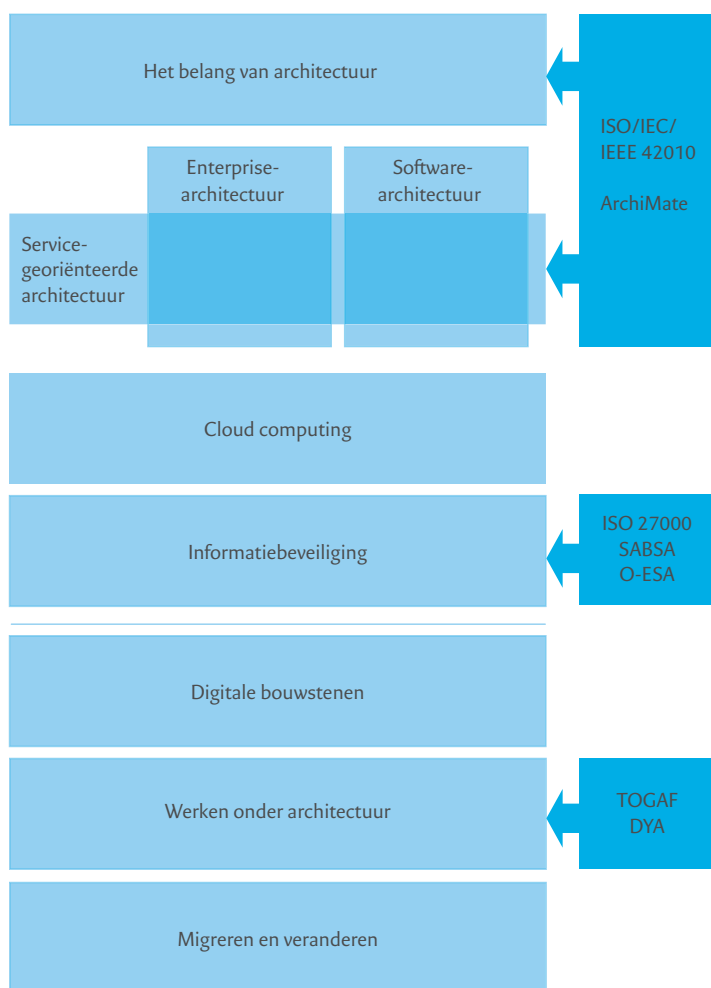 Het belang van architectuur
ISO/IEC/
IEEE 42010
ArchiMate
Enterprise-
architectuur
Software-
architectuur
Service-
georiënteerde
architectuur
Cloud computing
Informatiebeveiliging
ISO 27000
SABSA
O-ESA
Digitale bouwstenen
Werken onder architectuur
TOGAF
DYA
Migreren en veranderen